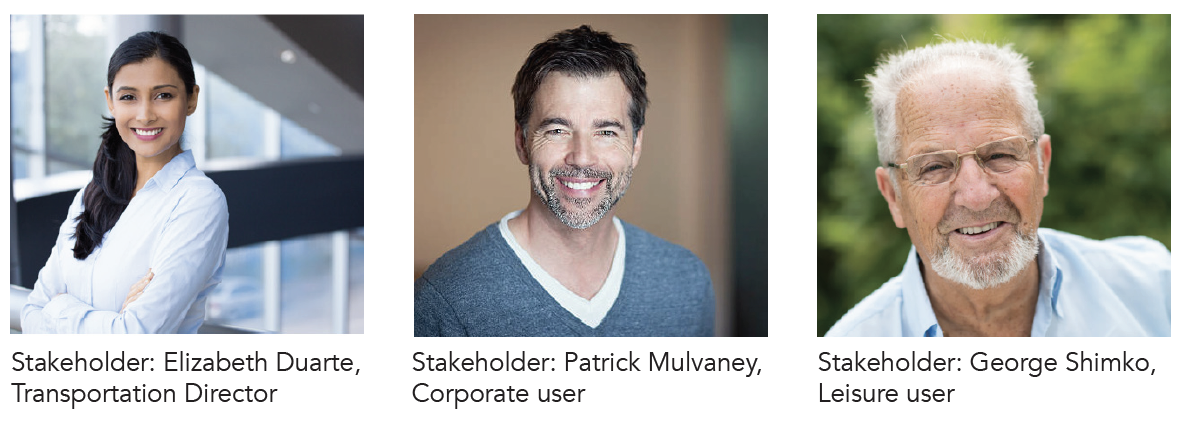 Stakeholder: Elizabeth Duarte,
Transportation Director
Stakeholder: Patrick Mulvaney,
Corporate user
Stakeholder: George Shimko,
Leisure user